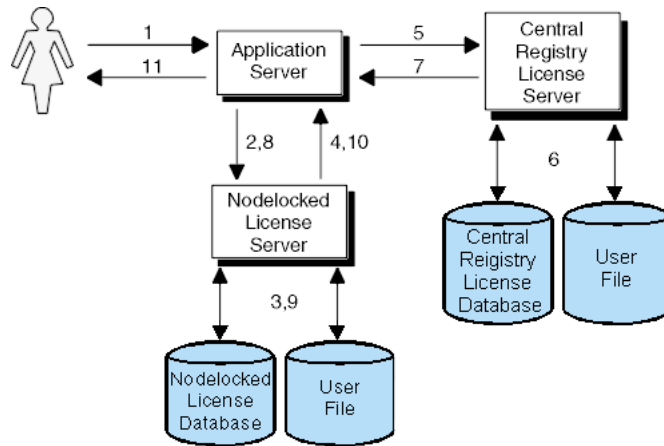 1
11
Application
Server
5
7
Central
Registry
License
Server
2,8
4,10
6
Nodelocked
License
Server
Central
Reigistry
License
Database
User
File
3,9
Nodelocked
License
Database
User
File